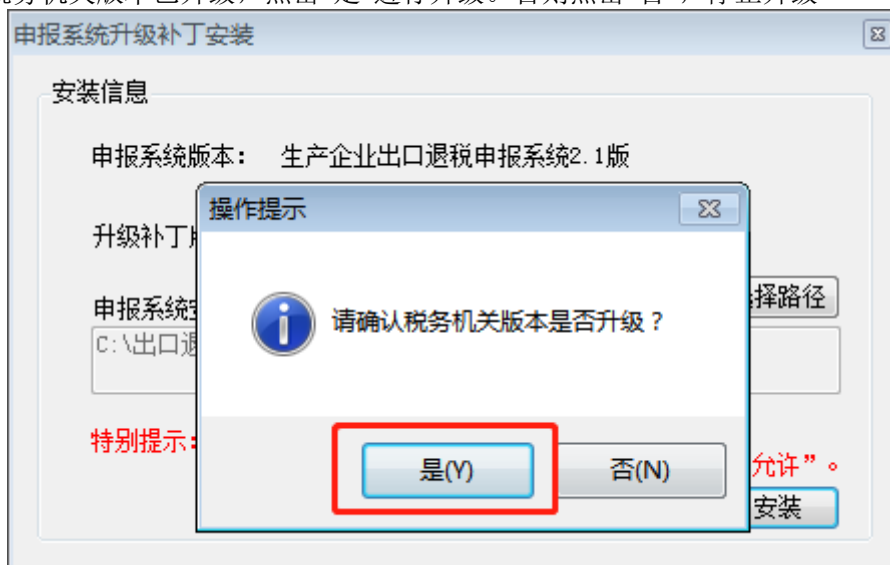 申报系统升级补丁安装
安装信息
申报系统版本: 生产企业出口退税申报系统2.1版
操作提示
升级补丁
申报系统
择路径
请确认税务机关版本是否升级？
C:\出口退
特别提示:
允许”。
是(Y)
否(N)
安装